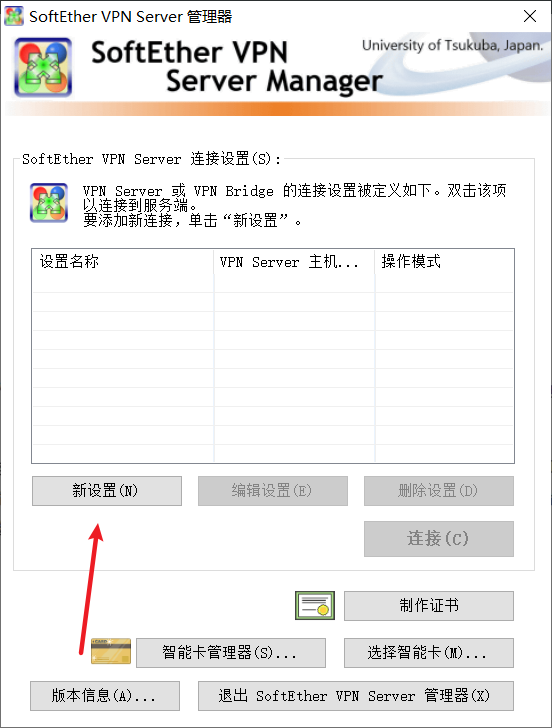 SoftEther VPN Server 管理器
SoftEther VPN
Server Manager
University of Tsukuba, Japan.
SoftEther VPN Server 连接设置(S):
VPN Server 或 VPN Bridge 的连接设置被定义如下。双击该项
以连接到服务端。
要添加新连接，单击“新设置”。
设置名称 VPN Server 主机... 操作模式
新设置(N) 编辑设置(E) 删除设置(D)
连接(C)
制作证书
智能卡管理器(S)... 选择智能卡(M)...
版本信息(A)... 退出 SoftEther VPN Server 管理器(X)